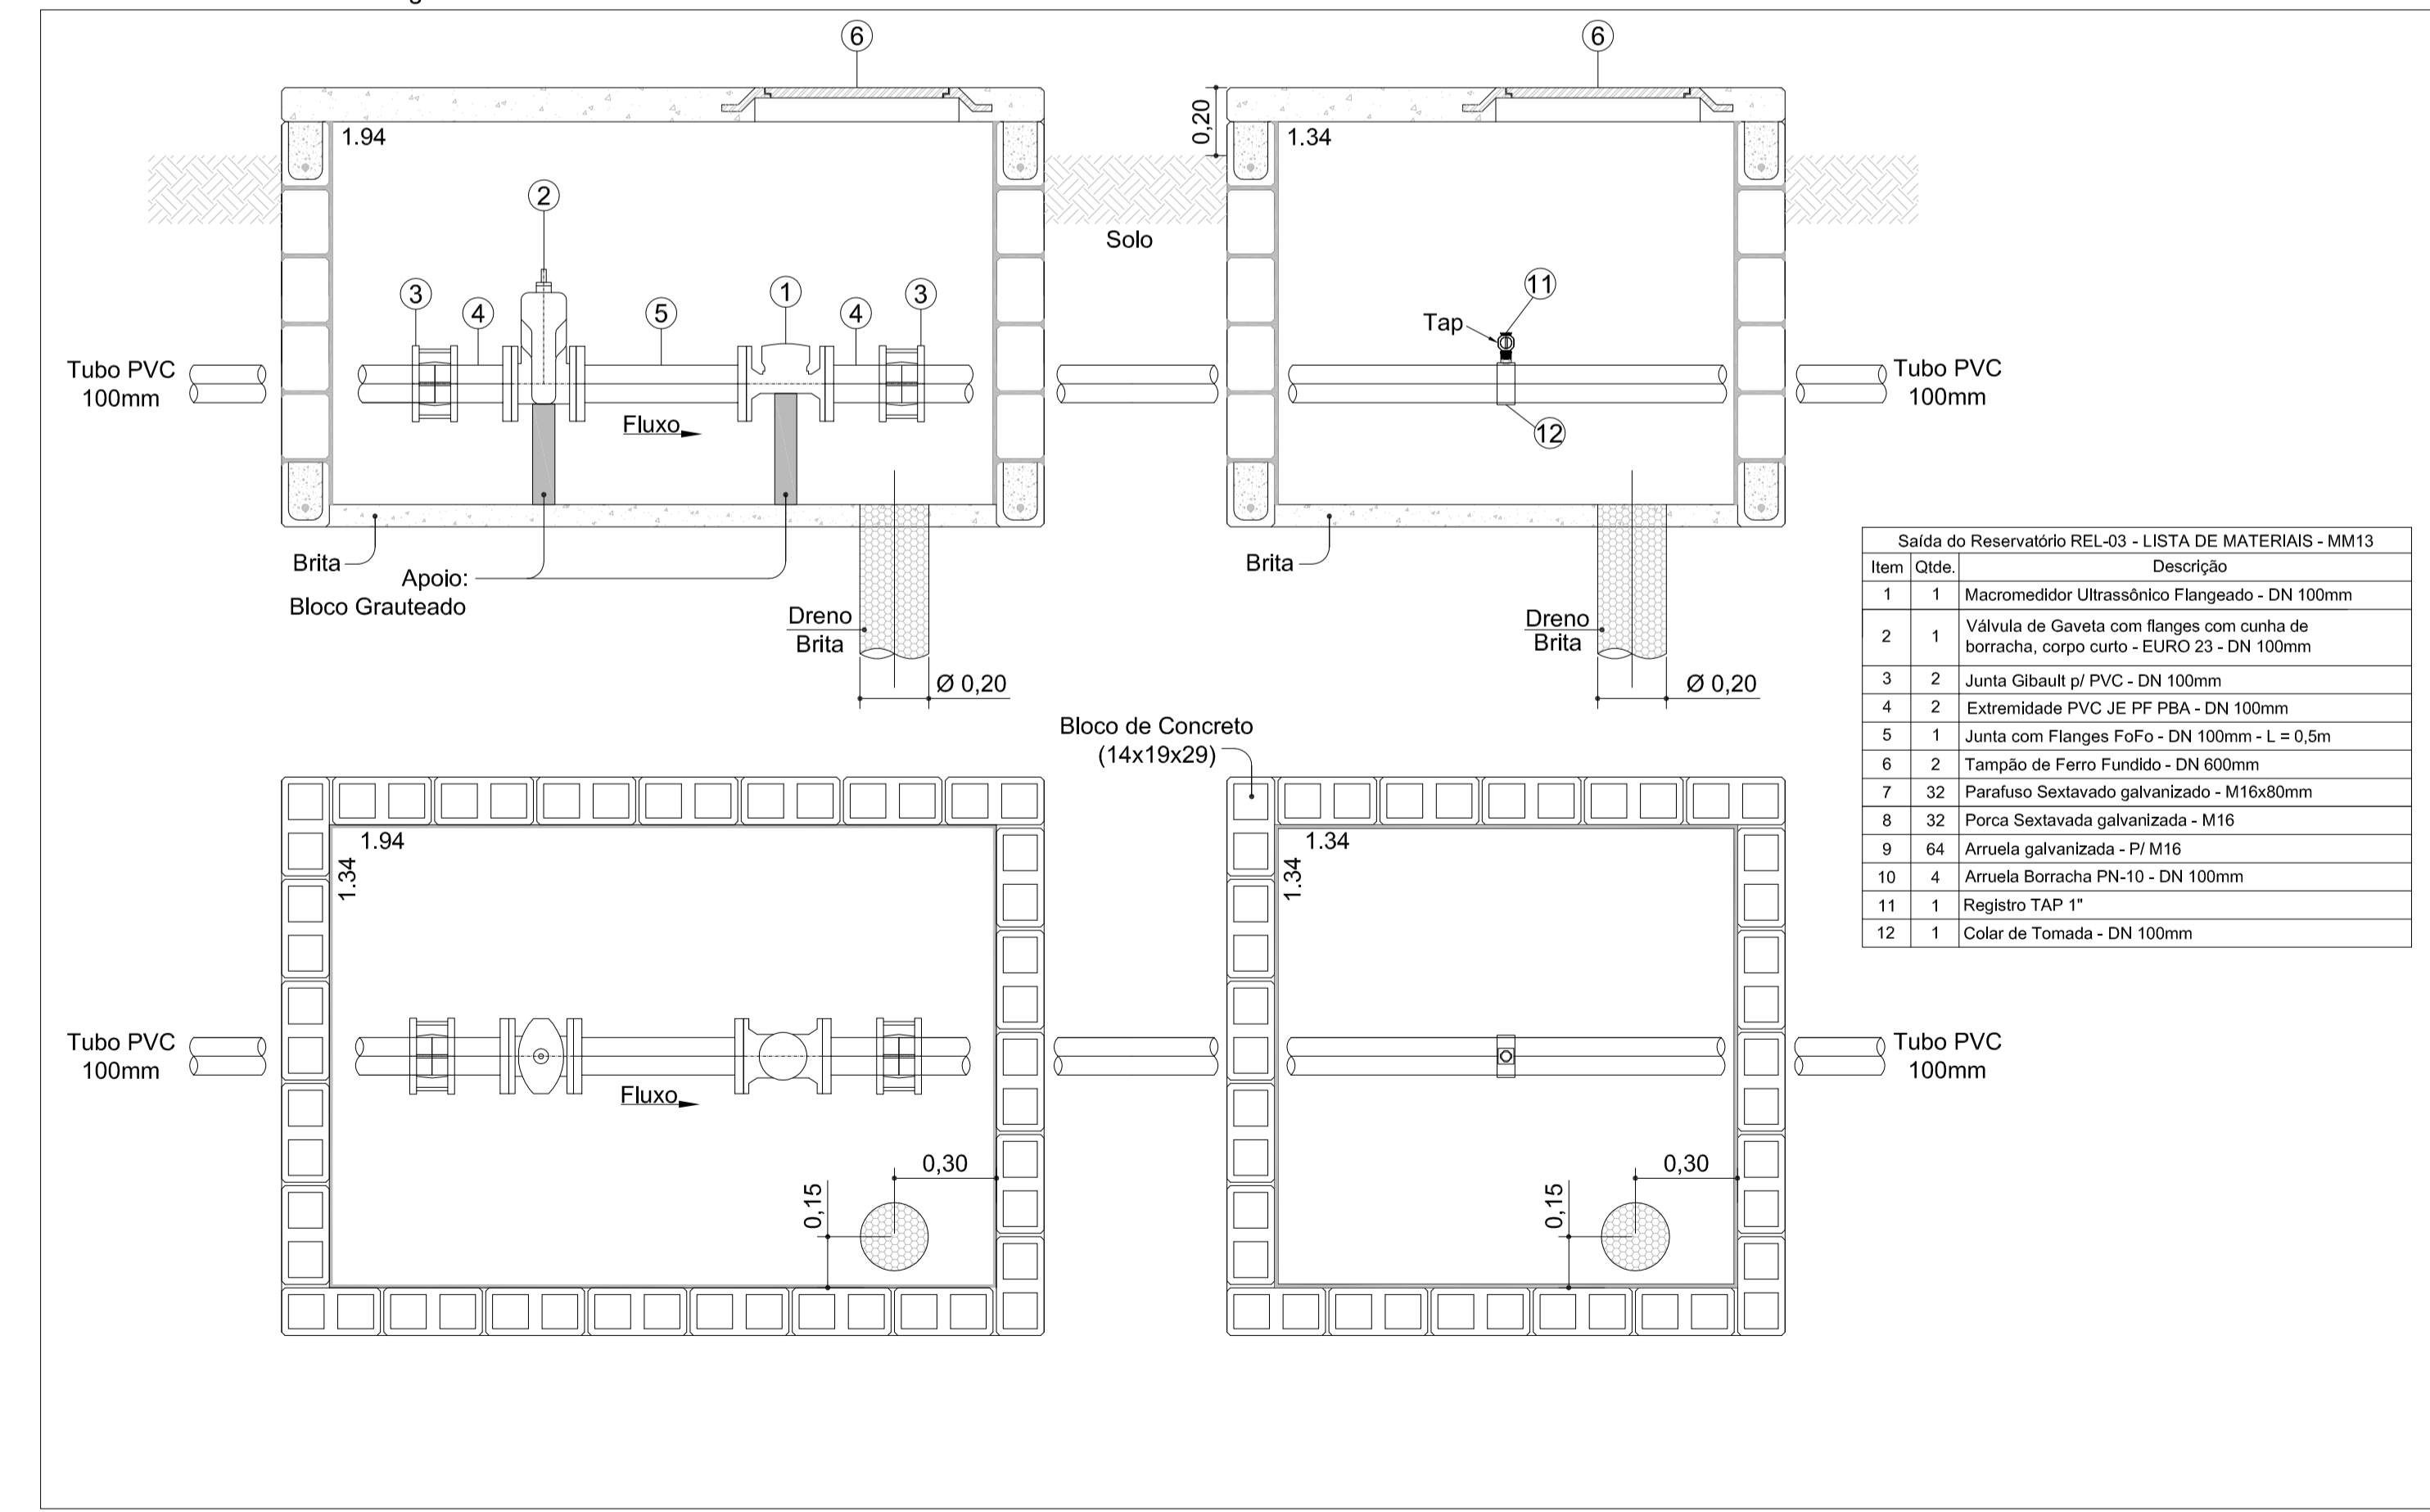 6
6
0,20
1.94
1.34
2
Solo
3
4
5
1
4
3
11
Tap
12
Tubo PVC
100mm
Fluxo
Tubo PVC
100mm
Brita
Apoio:
Bloco Grauteado
Dreno
Brita
Ø 0,20
Brita
Dreno
Brita
Ø 0,20
Saída do Reservatório REL-03 - LISTA DE MATERIAIS - MM13
Item Qtde. Descrição
1 1 Macromedidor Ultrassônico Flangeado - DN 100mm
2 1 Válvula de Gaveta com flanges com cunha de
borracha, corpo curto - EURO 23 - DN 100mm
3 2 Junta Gibault p/ PVC - DN 100mm
4 2 Extremidade PVC JE PF PBA - DN 100mm
5 1 Junta com Flanges FoFo - DN 100mm - L = 0,5m
6 2 Tampão de Ferro Fundido - DN 600mm
7 32 Parafuso Sextavado galvanizado - M16x80mm
8 32 Porca Sextavada galvanizada - M16
9 64 Arruela galvanizada - P/ M16
10 4 Arruela Borracha PN-10 - DN 100mm
11 1 Registro TAP 1"
12 1 Colar de Tomada - DN 100mm
Bloco de Concreto
(14x19x29)
1.94
1.34
1.34
1.34
Tubo PVC
100mm
Fluxo
Tubo PVC
100mm
0,30
0,15
0,30
0,15